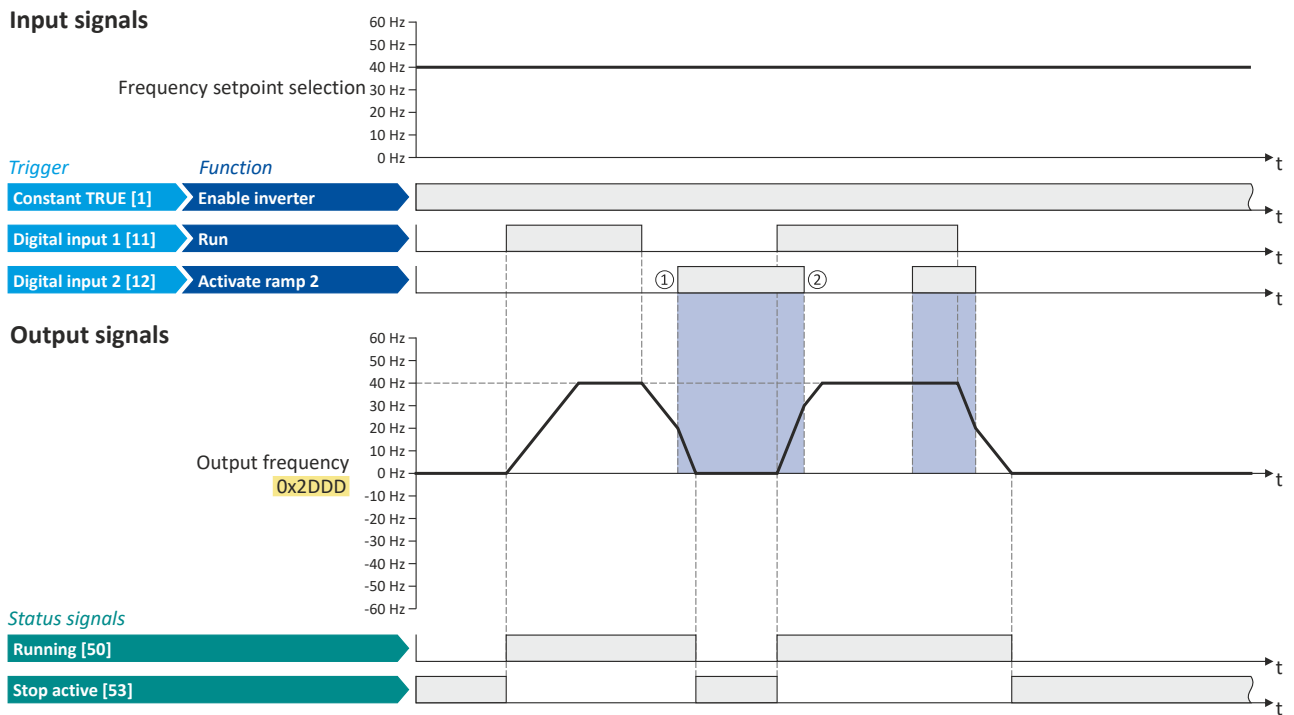 Input signals
60 Hz
50 Hz
40 Hz
Frequency setpoint selection 30 Hz
20 Hz
10 Hz
0 Hz
t
Trigger Function
Constant TRUE [1] Enable inverter
t
Digital input 1 [11] Run
t
Digital input 2 [12] Activate ramp 2 ① ②
t
Output signals
60 Hz
50 Hz
40 Hz
30 Hz
20 Hz
10 Hz
Output frequency 0 Hz
t
0x2DDD
-10 Hz
-20 Hz
-30 Hz
-40 Hz
-50 Hz
-60 Hz
Status signals
Running [50]
t
Stop active [53]
t